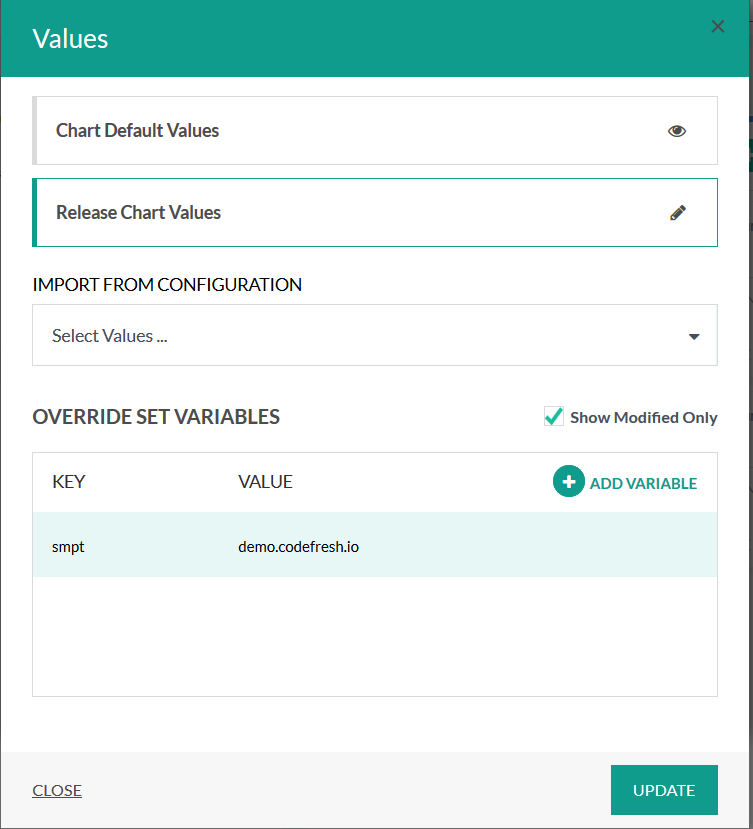 Values
Chart Default Values
Release Chart Values
IMPORT FROM CONFIGURATION
Select Values ...
OVERRIDE SET VARIABLES
Show Modified Only
KEY VALUE ADD VARIABLE
smpt demo.codefresh.io
CLOSE UPDATE